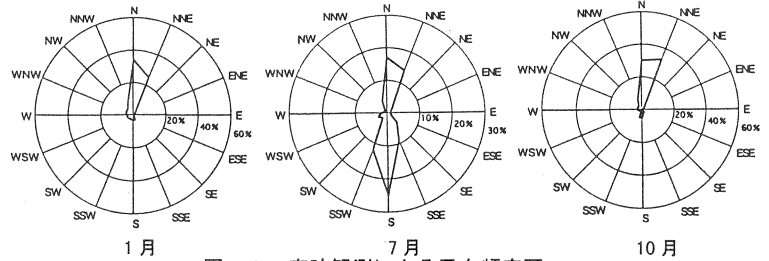 N
NNW NNE
NW NE
WNW ENE
W E
20% 40% 60%
WSW ESE
SW SE
SSW SSE
S
1月
N
NNW NNE
NW NE
WNW ENE
W E
10% 20% 30%
WSW ESE
SW SE
SSW SSE
S
7月
N
NNW NNE
NW NE
WNW ENE
W E
20% 40% 60%
WSW ESE
SW SE
SSW SSE
S
10月